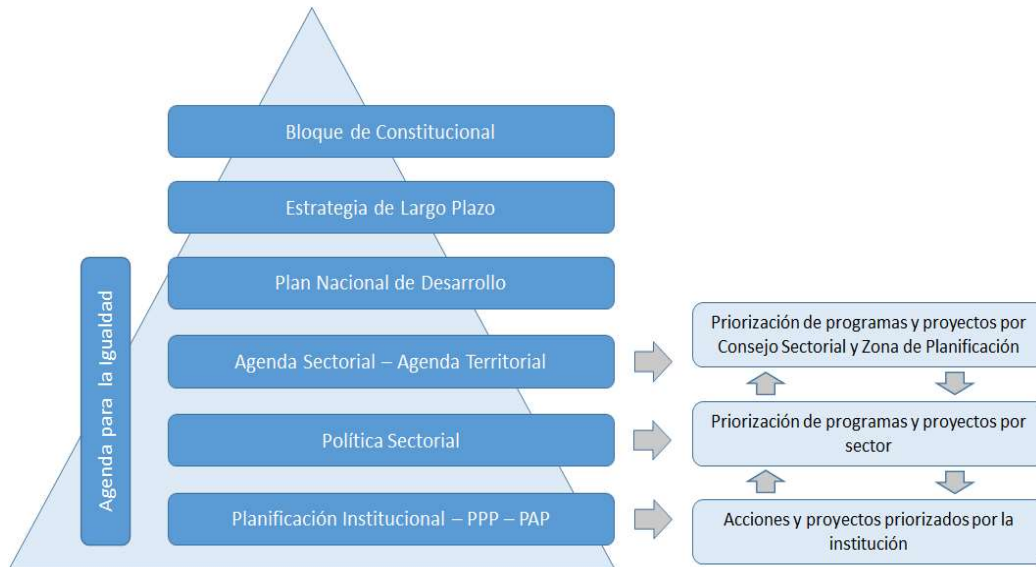 Bloque de Constitucional
Estrategia de Largo Plazo
Plan Nacional de Desarrollo
Agenda Sectorial – Agenda Territorial
Política Sectorial
Planificación Institucional – PPP – PAP
Agenda para
la Igualdad
Priorización de programas y proyectos por
Consejo Sectorial y Zona de Planificación
Priorización de programas y proyectos por
sector
Acciones y proyectos priorizados por la
institución